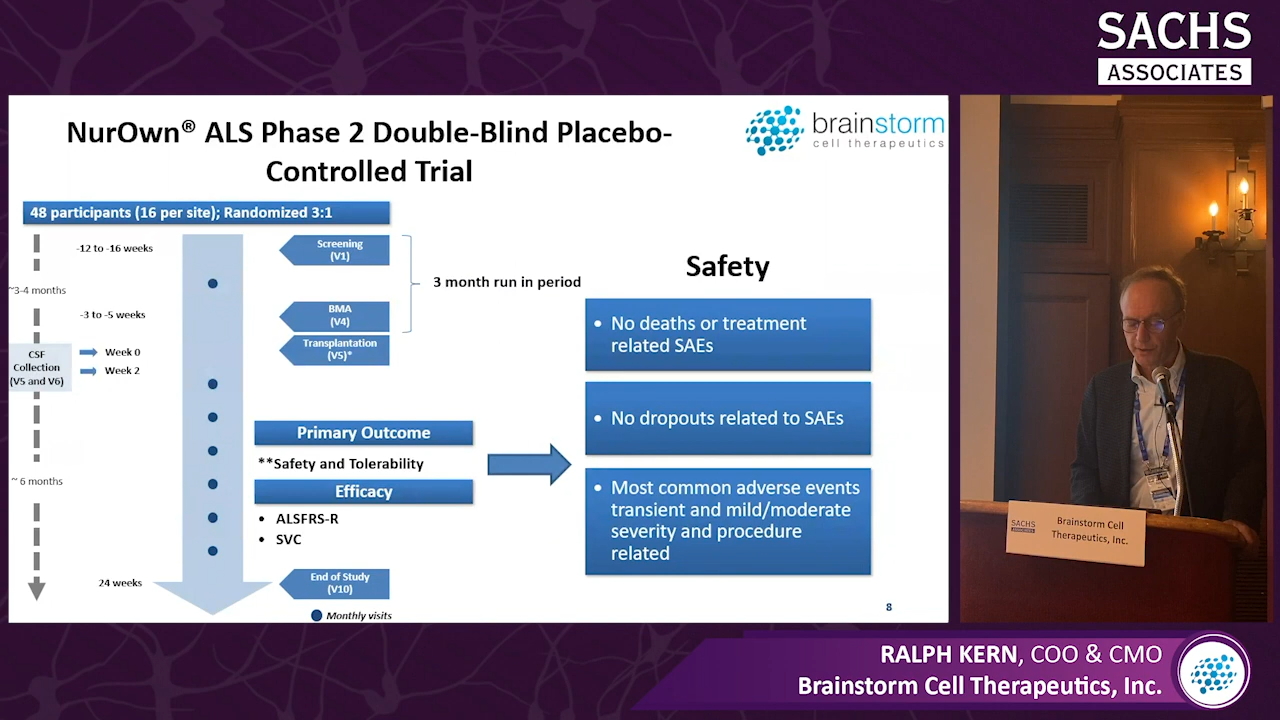 SACHS
ASSOCIATES
NurOwn® ALS Phase 2 Double-Blind Placebo-
Controlled Trial
brainstorm
cell therapeutics
48 participants (16 per site); Randomized 3:1
-12 to -16 weeks
Screening
(V1)
~3-4 months
3 month run in period
-3 to -5 weeks
BMA
(V4)
Transplantation
(V5)*
CSF
Collection
(V5 and V6)
Week 0
Week 2
Primary Outcome
**Safety and Tolerability
Efficacy
• ALSFRS-R
• SVC
~ 6 months
24 weeks
End of Study
(V10)
Monthly visits
Safety
• No deaths or treatment
related SAEs
• No dropouts related to SAEs
• Most common adverse events
transient and mild/moderate
severity and procedure
related
8
SACHS
ASSOCIATES
Brainstorm Cell
Therapeutics, Inc.
RALPH KERN, COO & CMO
Brainstorm Cell Therapeutics, Inc.